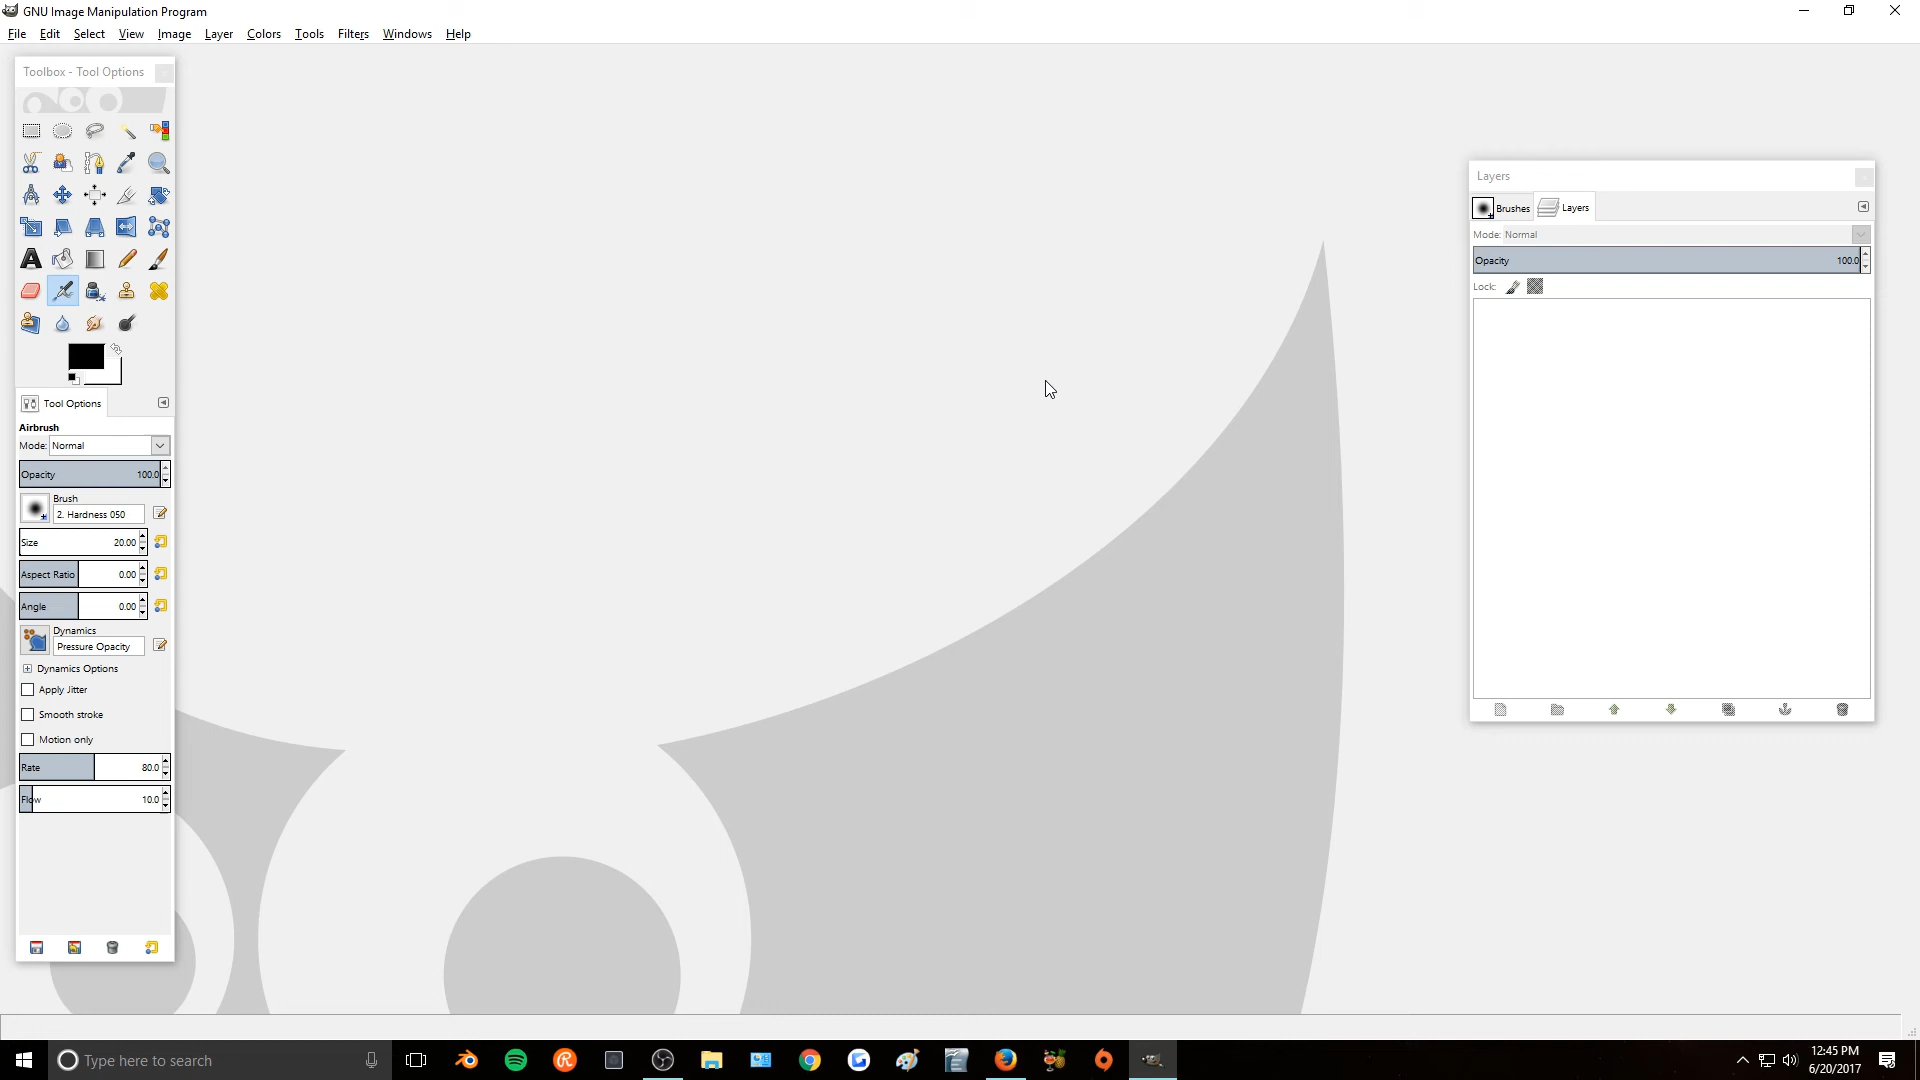 GNU Image Manipulation Program
File Edit Select View Image Layer Colors Tools Filters Windows Help
Toolbox - Tool Options
A
Tool Options
Airbrush
Mode: Normal
Opacity 100.0
Brush
2. Hardness 050
Size 20.00
Aspect Ratio 0.00
Angle 0.00
Dynamics
Pressure Opacity
Dynamics Options
Apply Jitter
Smooth stroke
Motion only
Rate 80.0
Flow 10.0
Layers
Brushes Layers
Mode: Normal
Opacity 100.0
Lock:
Type here to search
12:45 PM
6/20/2017